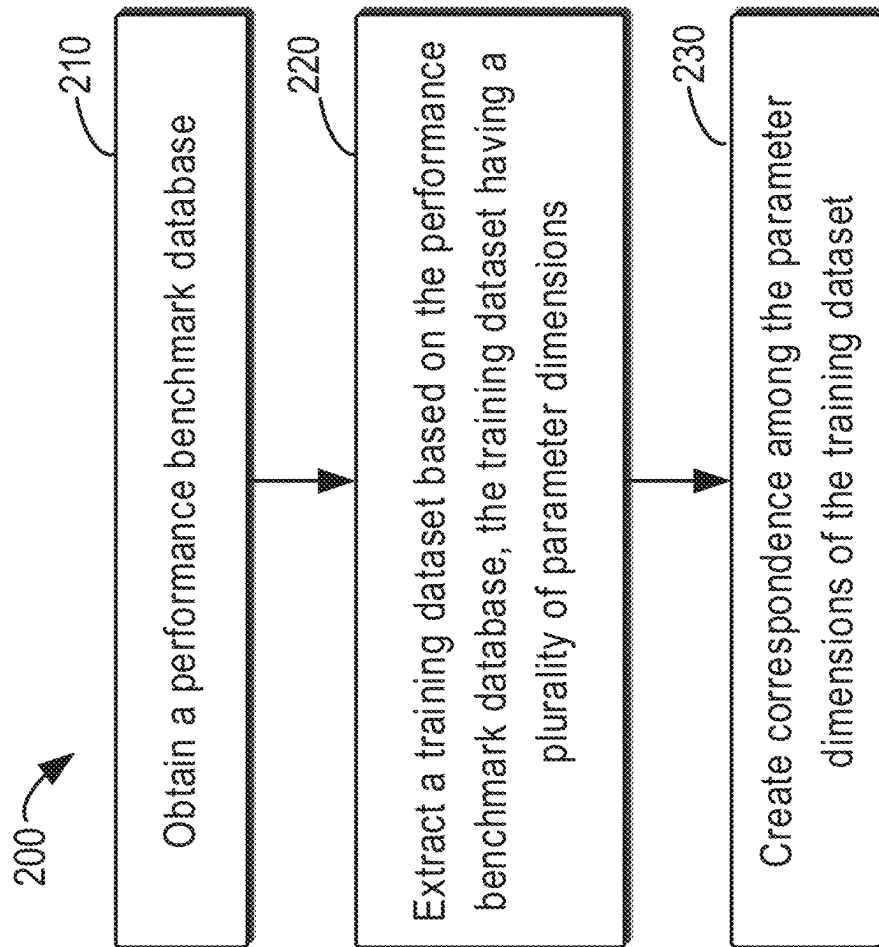 200
210
Obtain a performance benchmark database
220
Extract a training dataset based on the performance
benchmark database, the training dataset having a
plurality of parameter dimensions
230
Create correspondence among the parameter
dimensions of the training dataset